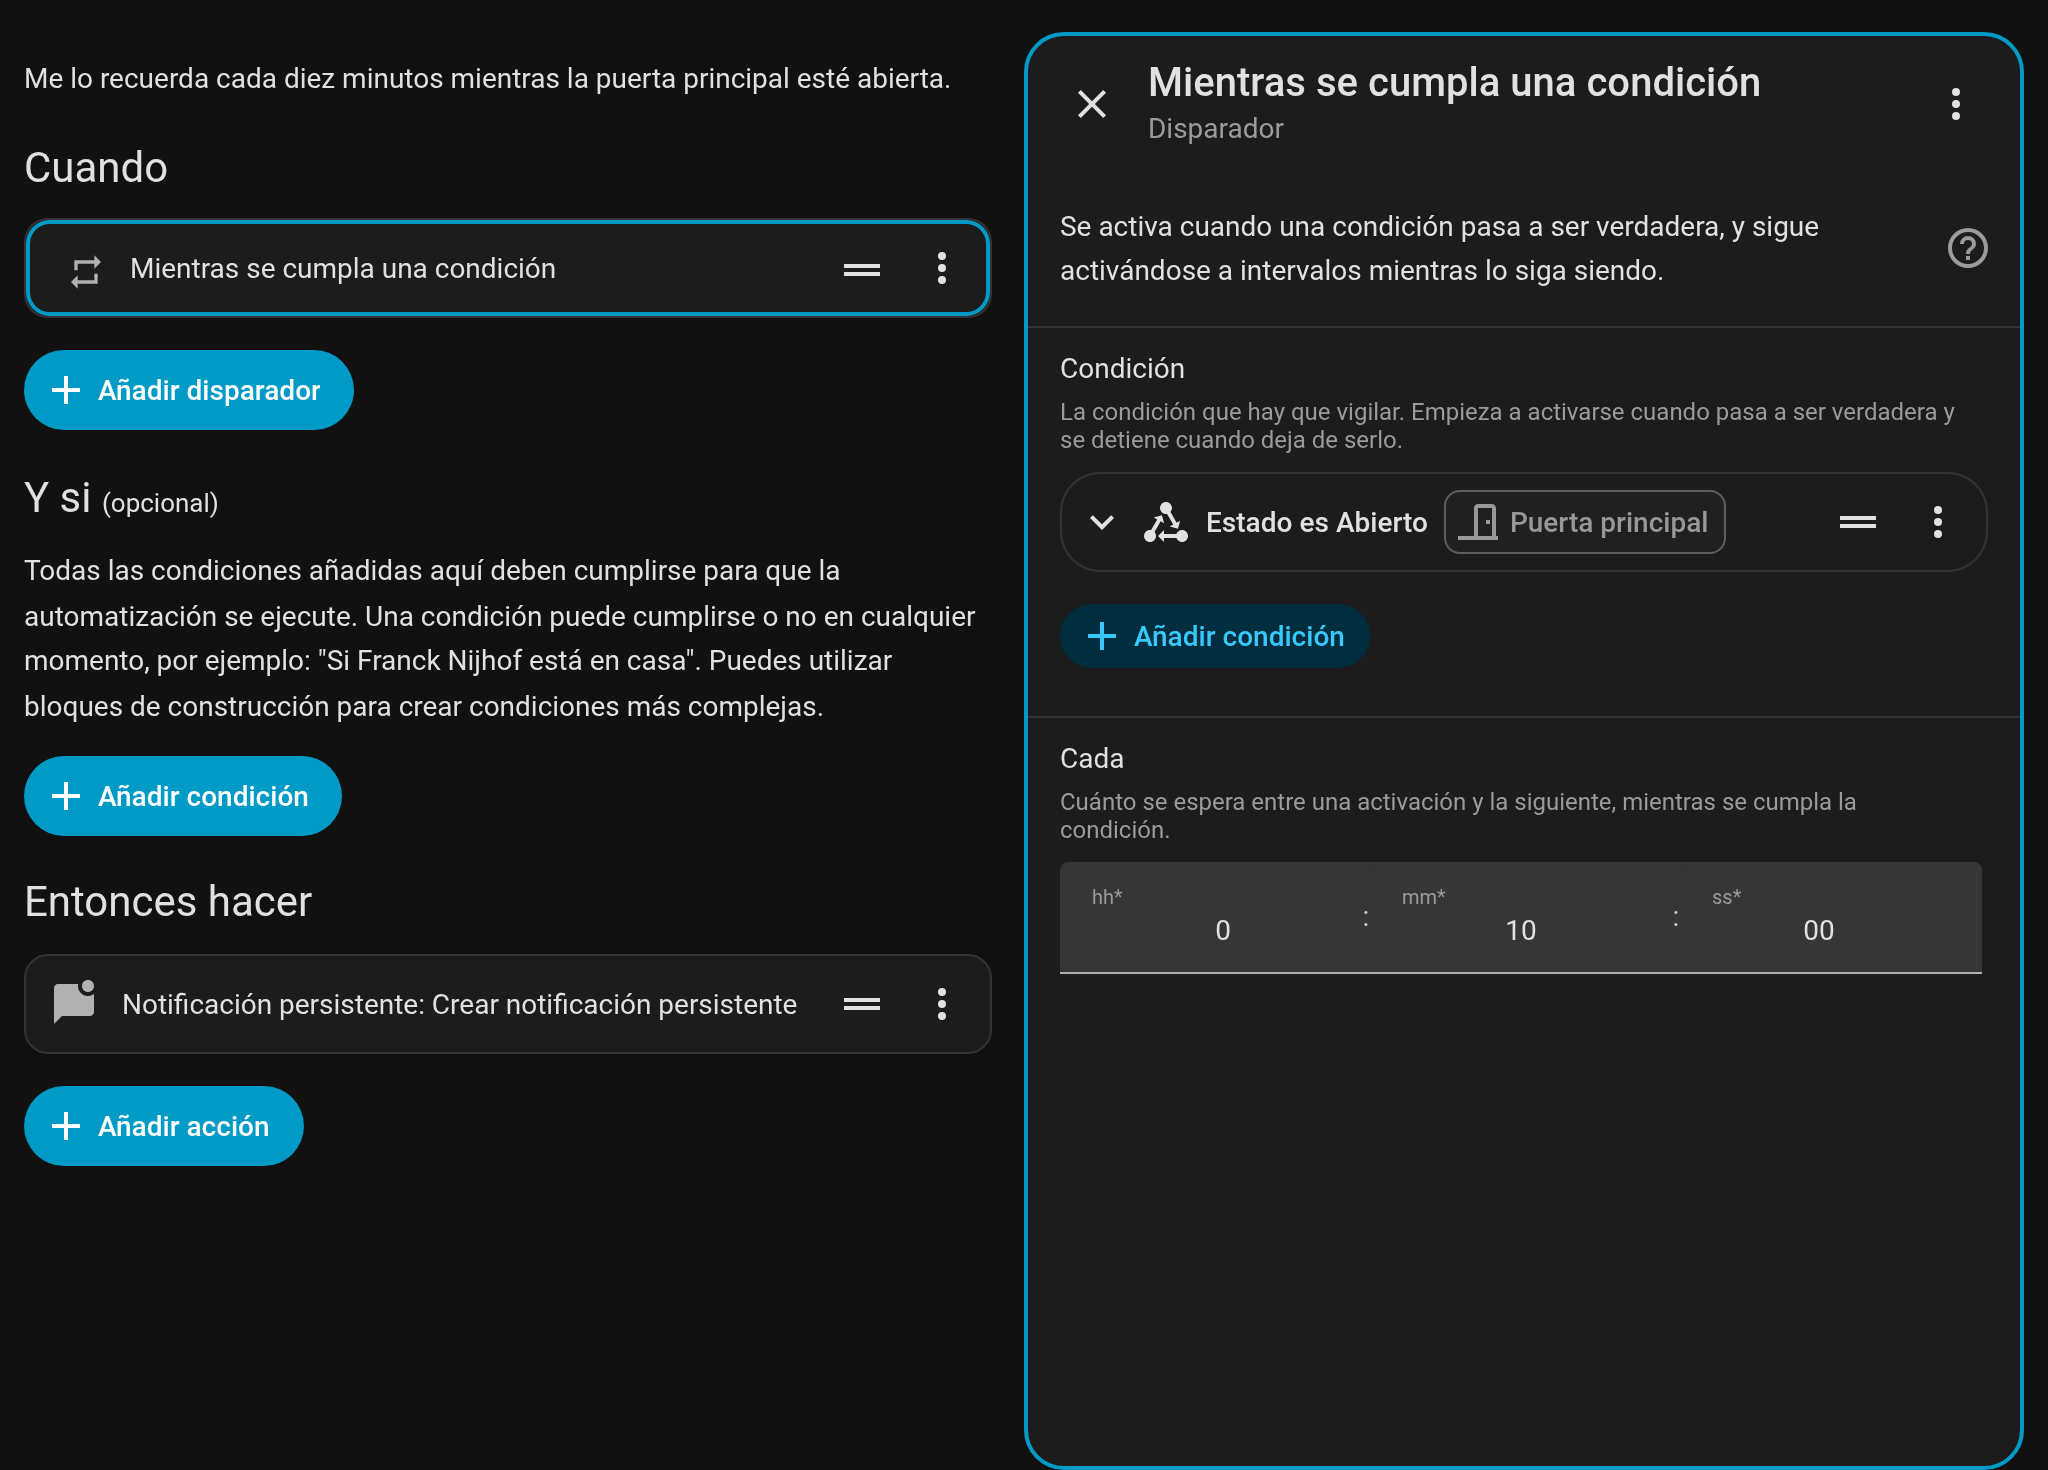 Me lo recuerda cada diez minutos mientras la puerta principal esté abierta.
Cuando
Mientras se cumpla una condición
Añadir disparador
Y si (opcional)
Todas las condiciones añadidas aquí deben cumplirse para que la
automatización se ejecute. Una condición puede cumplirse o no en cualquier
momento, por ejemplo: "Si Franck Nijhof está en casa". Puedes utilizar
bloques de construcción para crear condiciones más complejas.
Añadir condición
Entonces hacer
Notificación persistente: Crear notificación persistente
Añadir acción
Mientras se cumpla una condición
Disparador
Se activa cuando una condición pasa a ser verdadera, y sigue
activándose a intervalos mientras lo siga siendo.
Condición
La condición que hay que vigilar. Empieza a activarse cuando pasa a ser verdadera y
se detiene cuando deja de serlo.
Estado es Abierto Puerta principal
Añadir condición
Cada
Cuánto se espera entre una activación y la siguiente, mientras se cumpla la
condición.
hh* mm* ss*
0 : 10 : 00